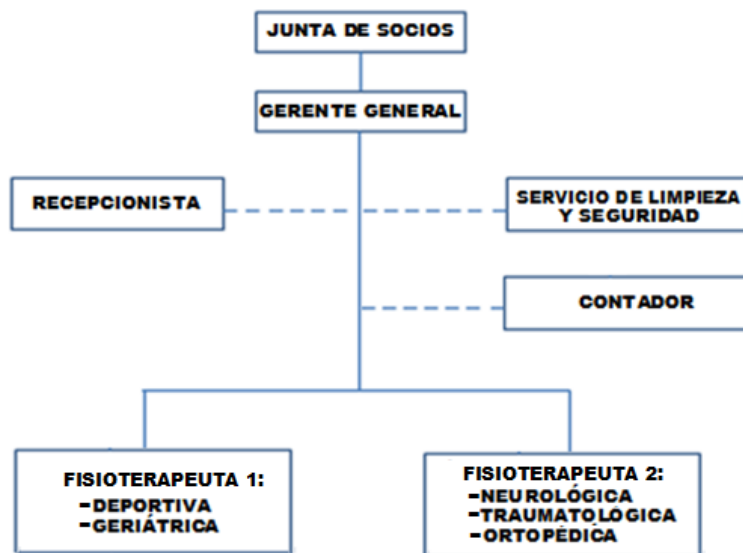 JUNTA DE SOCIOS
GERENTE GENERAL
RECEPCIONISTA
SERVICIO DE LIMPIEZA
Y SEGURIDAD
CONTADOR
FISIOTERAPEUTA 1:
-DEPORTIVA
-GERIÁTRICA
FISIOTERAPEUTA 2:
-NEUROLÓGICA
-TRAUMATOLÓGICA
-ORTOPÉDICA